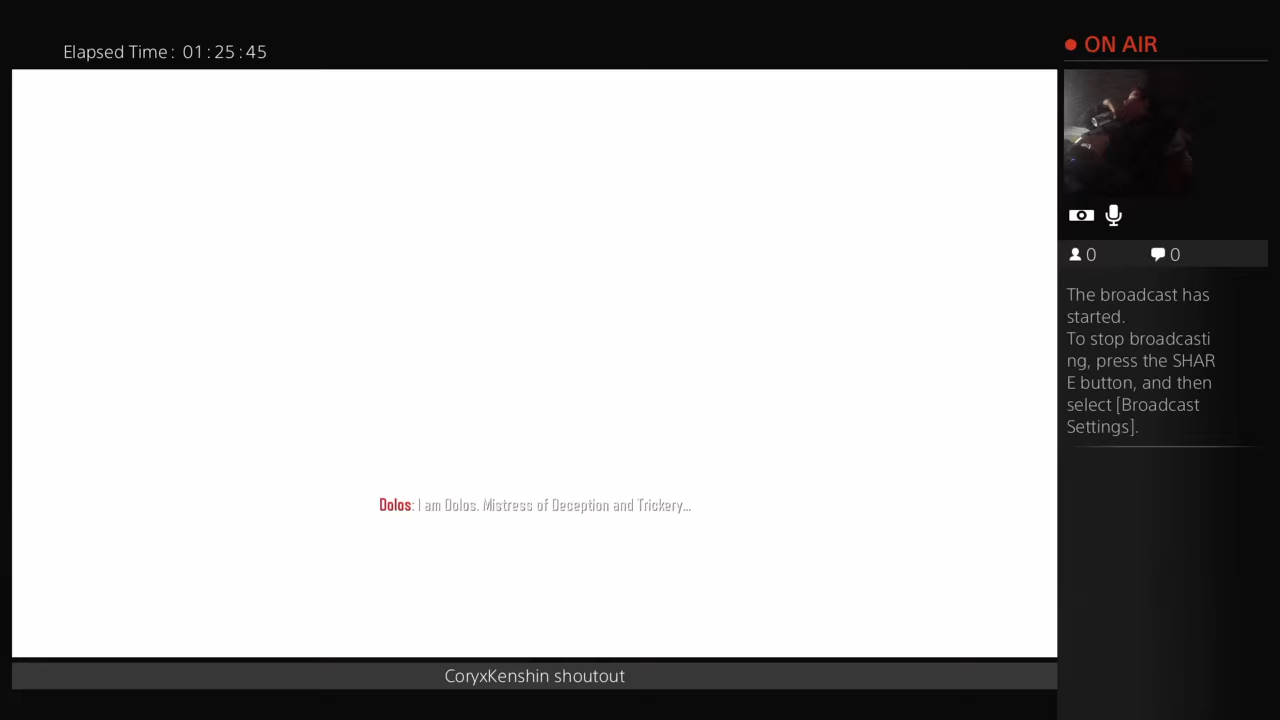 Elapsed Time: 01:25:45
ON AIR
0 0
The broadcast has
started.
To stop broadcasti
ng, press the SHAR
E button, and then
select [Broadcast
Settings].
Dolos: I am Dolos. Mistress of Deception and Trickery...
CoryxKenshin shoutout